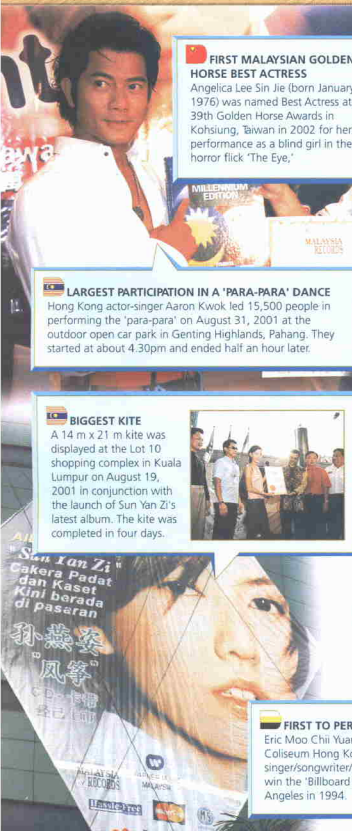 FIRST MALAYSIAN GOLDEN
HORSE BEST ACTRESS
Angelica Lee Sin Jie (born January
1976) was named Best Actress at
39th Golden Horse Awards in
Kohsiung, Taiwan in 2002 for her
performance as a blind girl in the
horror flick 'The Eye,'
MILLENNIUM
EDITION
MALAYSIA
RECORDS
LARGEST PARTICIPATION IN A 'PARA-PARA' DANCE
Hong Kong actor-singer Aaron Kwok led 15,500 people in
performing the 'para-para' on August 31, 2001 at the
outdoor open car park in Genting Highlands, Pahang. They
started at about 4.30pm and ended half an hour later.
BIGGEST KITE
A 14 m x 21 m kite was
displayed at the Lot 10
shopping complex in Kuala
Lumpur on August 19,
2001 in conjunction with
the launch of Sun Yan Zi's
latest album. The kite was
completed in four days.
"Sun Yan Zi"
Cakera Padat
dan Kaset
Kini berada
di pasaran
孙燕姿
"风筝"
MALAYSIA
RECORDS
MALAYSIA
Hassle-Free
FIRST TO PER
Eric Moo Chii Yuan
Coliseum Hong Ko
singer/songwriter/
win the 'Billboard
Angeles in 1994.